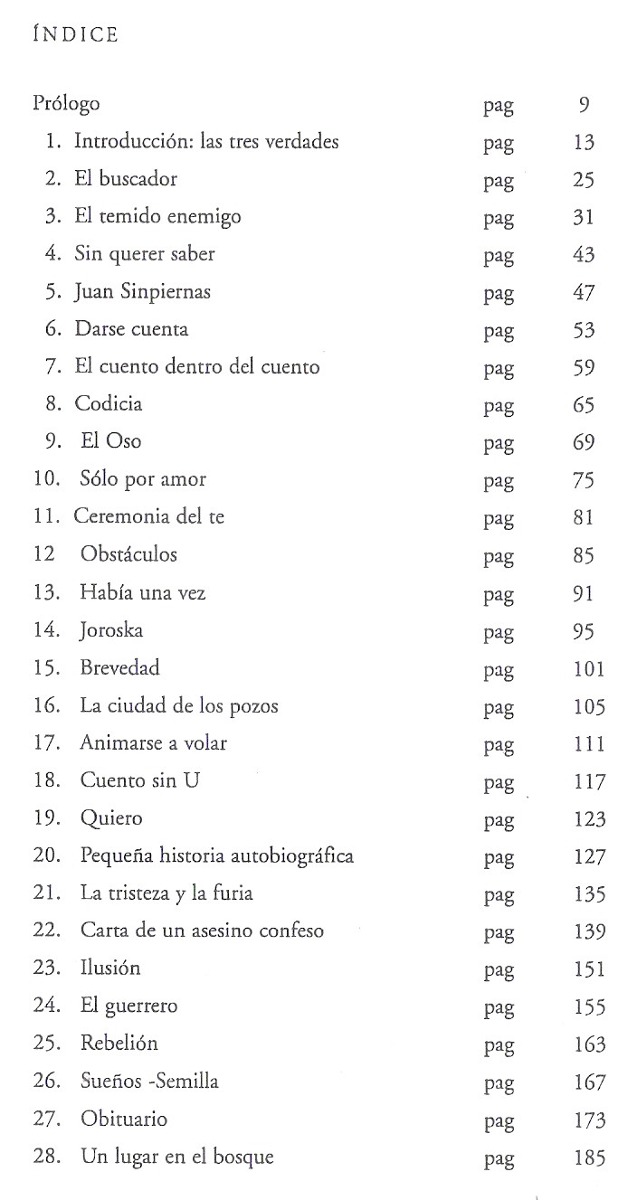 ÍNDICE
Prólogo pag 9
1. Introducción: las tres verdades pag 13
2. El buscador pag 25
3. El temido enemigo pag 31
4. Sin querer saber pag 43
5. Juan Sinpiernas pag 47
6. Darse cuenta pag 53
7. El cuento dentro del cuento pag 59
8. Codicia pag 65
9. El Oso pag 69
10. Sólo por amor pag 75
11. Ceremonia del te pag 81
12 Obstáculos pag 85
13. Había una vez pag 91
14. Joroska pag 95
15. Brevedad pag 101
16. La ciudad de los pozos pag 105
17. Animarse a volar pag 111
18. Cuento sin U pag 117
19. Quiero pag 123
20. Pequeña historia autobiográfica pag 127
21. La tristeza y la furia pag 135
22. Carta de un asesino confeso pag 139
23. Ilusión pag 151
24. El guerrero pag 155
25. Rebelión pag 163
26. Sueños -Semilla pag 167
27. Obituario pag 173
28. Un lugar en el bosque pag 185